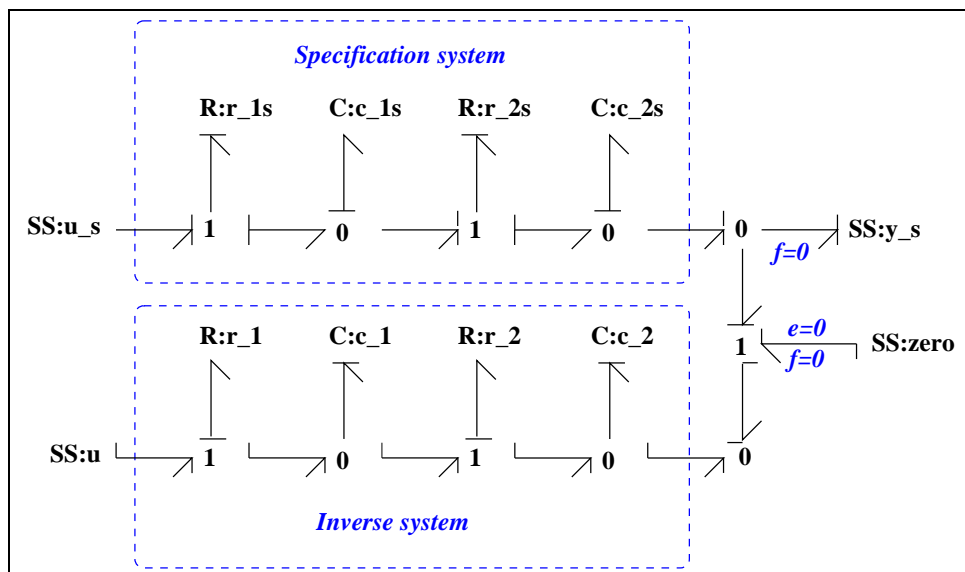 Specification system
R:r_1s C:c_1s R:r_2s C:c_2s
SS:u_s 1 0 1 0 0 SS:y_s
f=0
R:r_1 C:c_1 R:r_2 C:c_2
e=0
1 SS:zero
f=0
SS:u 1 0 1 0 0
Inverse system